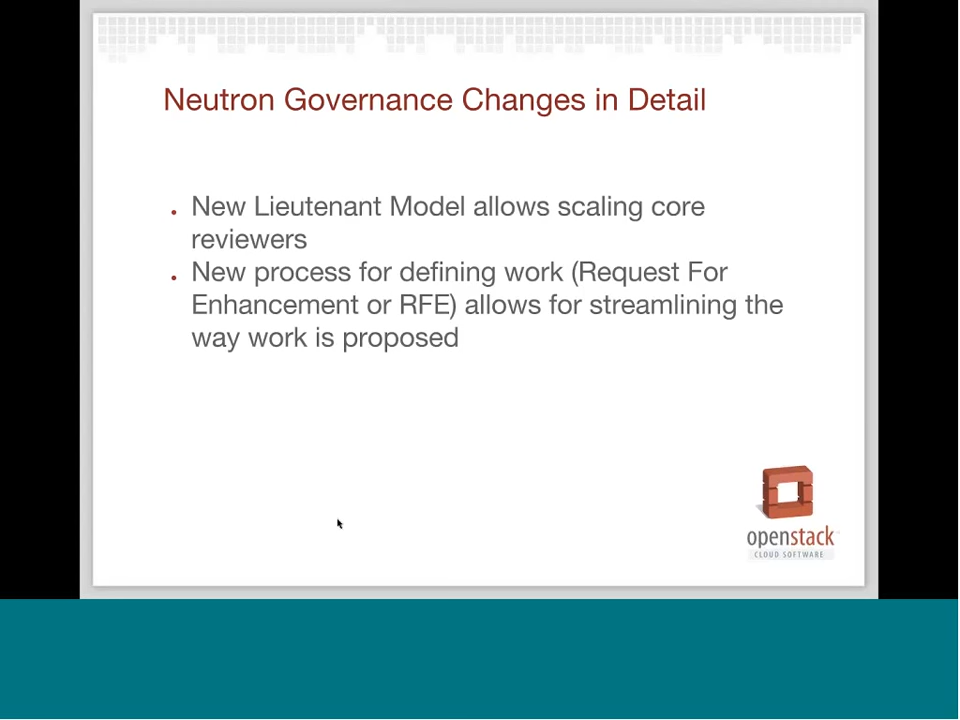 Neutron Governance Changes in Detail
New Lieutenant Model allows scaling core
reviewers
New process for defining work (Request For
Enhancement or RFE) allows for streamlining the
way work is proposed
openstack
CLOUD SOFTWARE